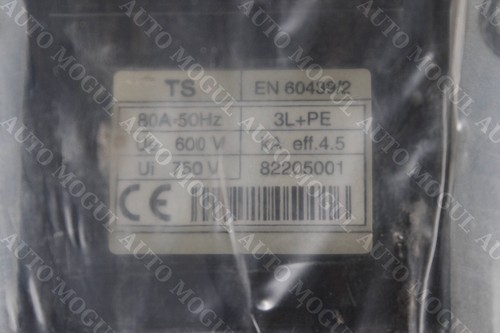 TS EN 60439/2
80A-50Hz 3L+PE
Ue 600 V kA eff.4.5
Ui 750 V 82205001
CE
AUTO MOGUL